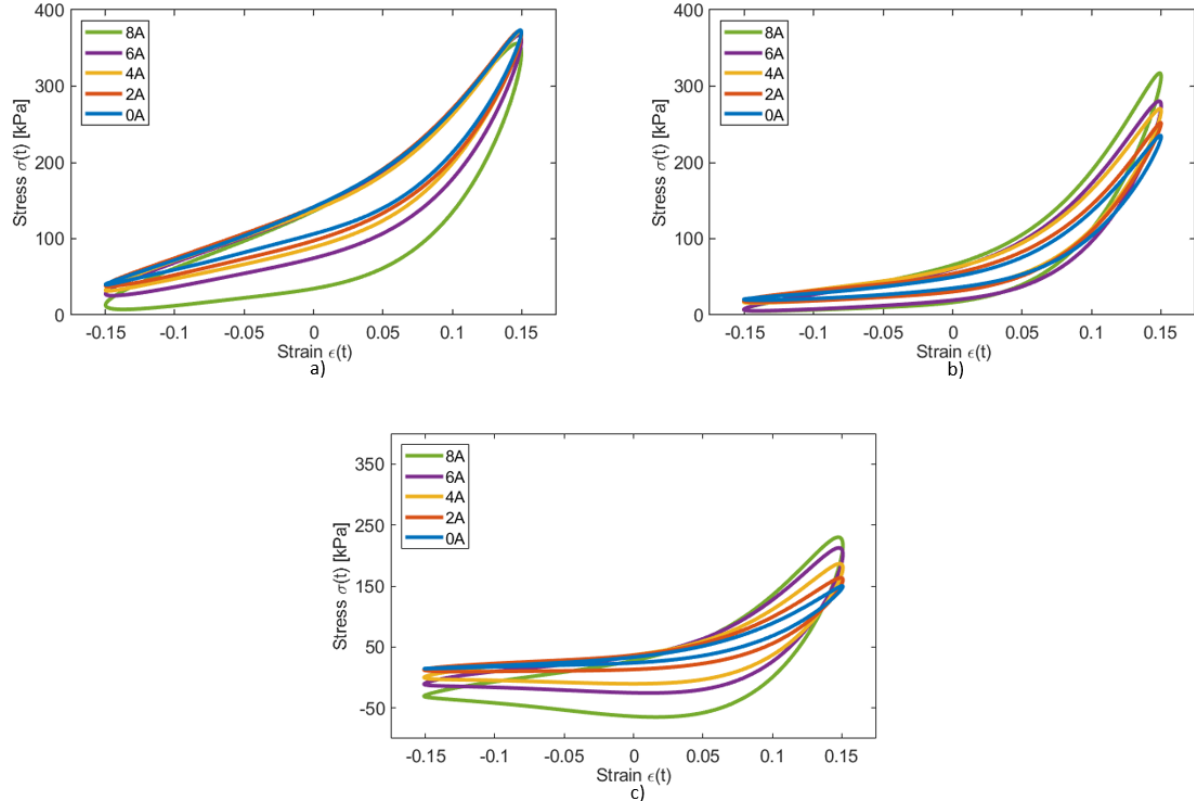 400
300
200
100
0
Stress σ(t) [kPa]
8A
6A
4A
2A
0A
-0.15 -0.1 -0.05 0 0.05 0.1 0.15
Strain ϵ(t)
a)
400
300
200
100
0
Stress σ(t) [kPa]
8A
6A
4A
2A
0A
-0.15 -0.1 -0.05 0 0.05 0.1 0.15
Strain ϵ(t)
b)
350
250
150
50
-50
Stress σ(t) [kPa]
8A
6A
4A
2A
0A
-0.15 -0.1 -0.05 0 0.05 0.1 0.15
Strain ϵ(t)
c)